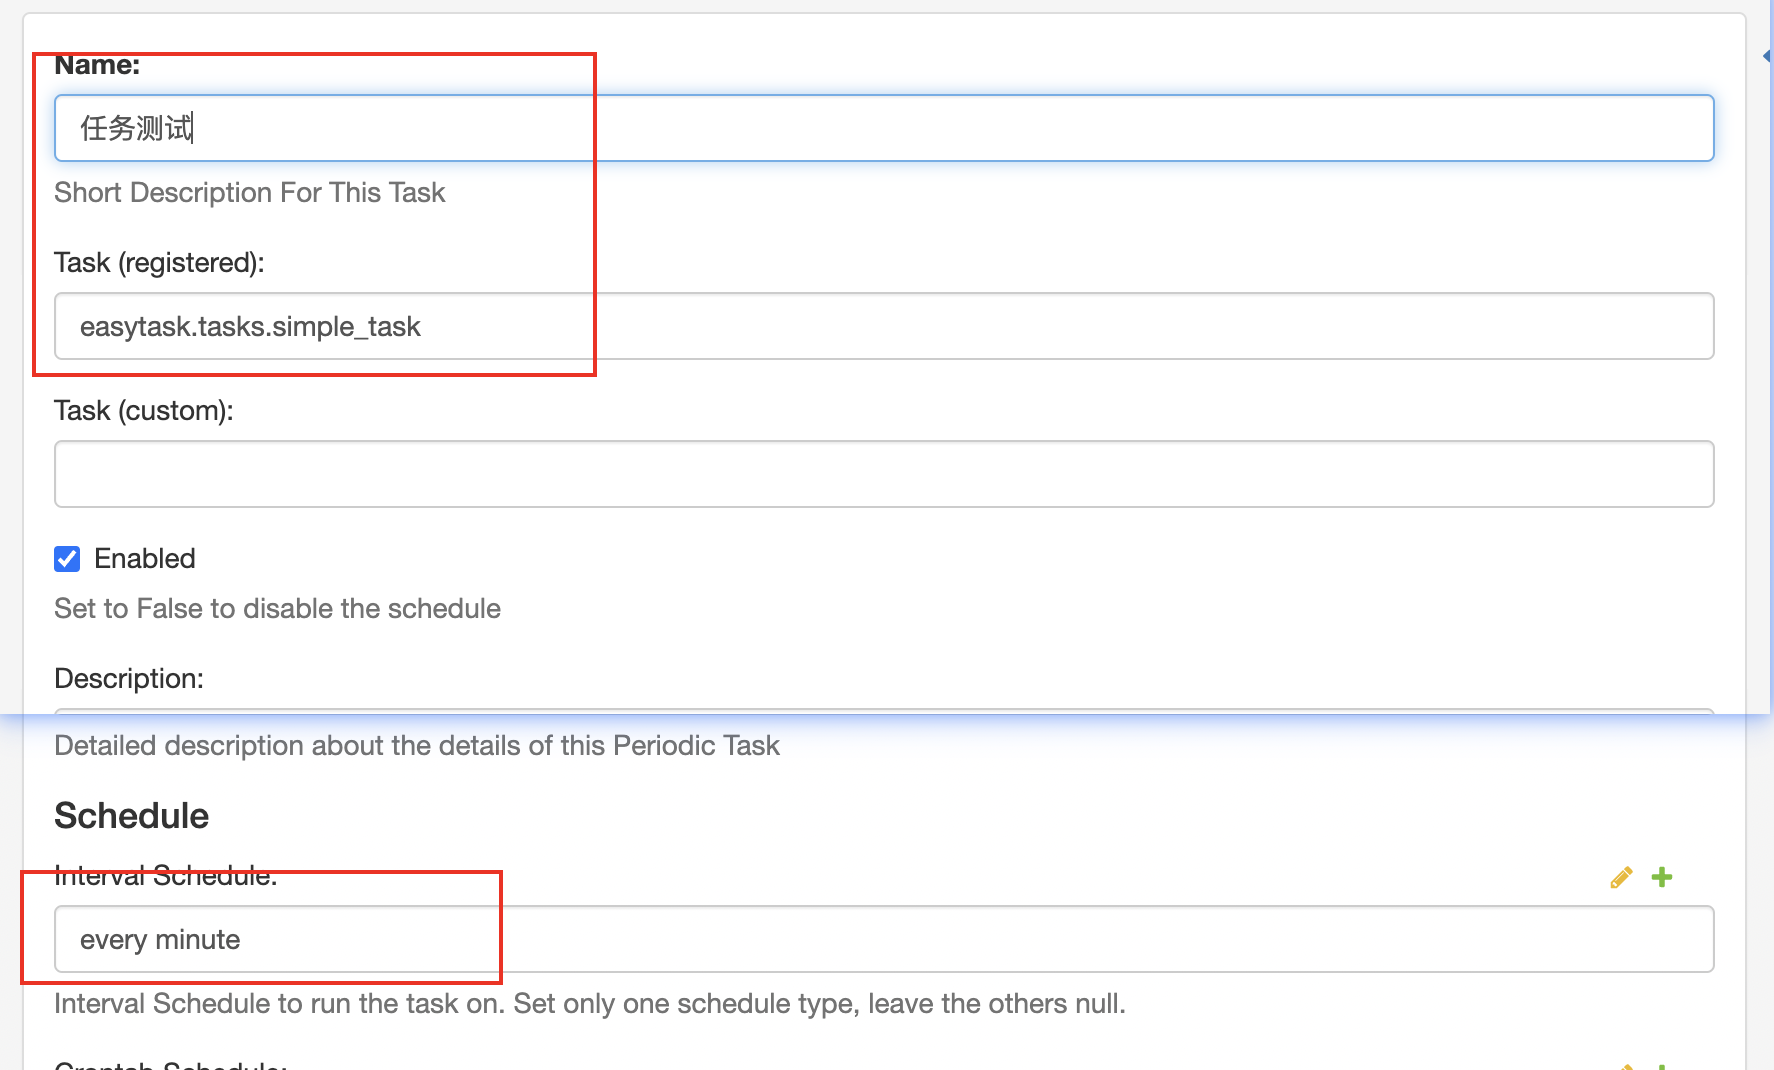 Name:
任务测试
Short Description For This Task
Task (registered):
easytask.tasks.simple_task
Task (custom):
Enabled
Set to False to disable the schedule
Description:
Detailed description about the details of this Periodic Task
Schedule
Interval Schedule:
every minute
Interval Schedule to run the task on. Set only one schedule type, leave the others null.
Crontab Schedule: